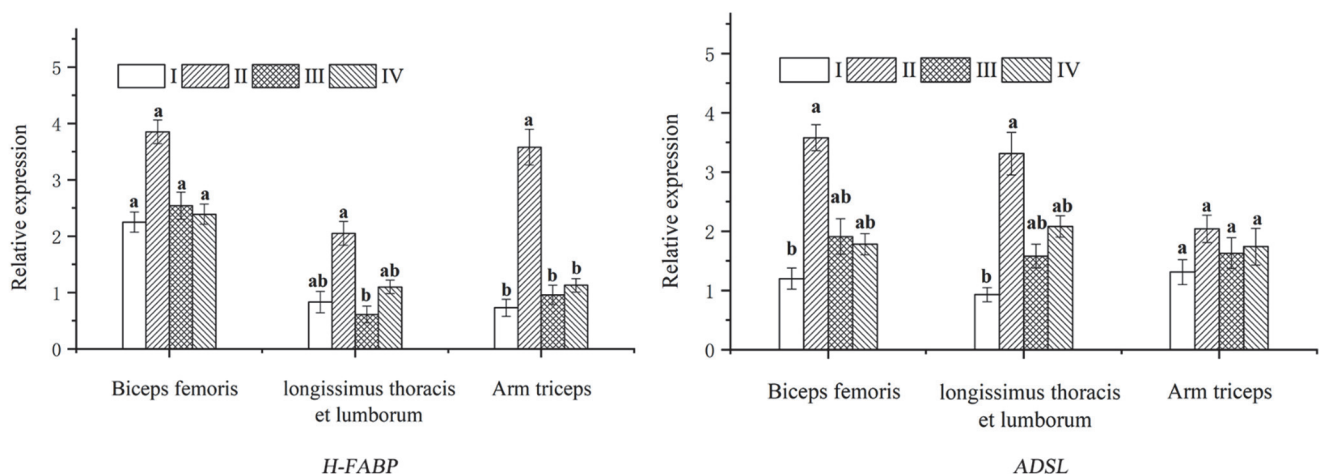 Relative expression
5
4
3
2
1
0
I II III IV
a
a
a
a
ab
a
b
ab
b
a
b
b
Biceps femoris
longissimus thoracis
et lumborum
Arm triceps
H-FABP
Relative expression
5
4
3
2
1
0
I II III IV
b
a
ab
ab
b
a
ab
ab
a
a
a
a
Biceps femoris
longissimus thoracis
et lumborum
Arm triceps
ADSL